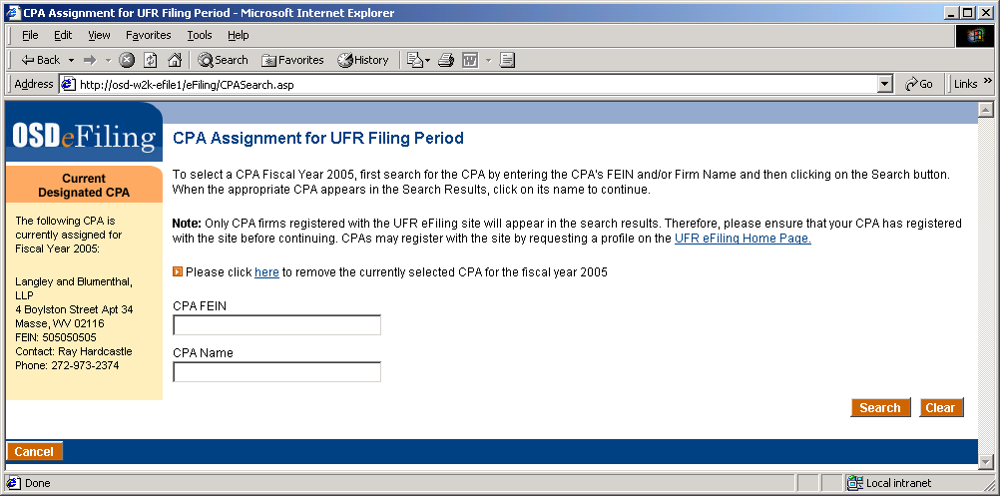 CPA Assignment for UFR Filing Period - Microsoft Internet Explorer
File Edit View Favorites Tools Help
Back Search Favorites History
Address http://osd-w2k-efile1/eFiling/CPASearch.asp Go Links »
OSDeFiling
Current
Designated CPA
The following CPA is
currently assigned for
Fiscal Year 2005:
Langley and Blumenthal,
LLP
4 Boylston Street Apt 34
Masse, WV 02116
FEIN: 505050505
Contact: Ray Hardcastle
Phone: 272-973-2374
CPA Assignment for UFR Filing Period
To select a CPA Fiscal Year 2005, first search for the CPA by entering the CPA's FEIN and/or Firm Name and then clicking on the Search button.
When the appropriate CPA appears in the Search Results, click on its name to continue.
Note: Only CPA firms registered with the UFR eFiling site will appear in the search results. Therefore, please ensure that your CPA has registered
with the site before continuing. CPAs may register with the site by requesting a profile on the UFR eFiling Home Page.
Please click here to remove the currently selected CPA for the fiscal year 2005
CPA FEIN
CPA Name
Search Clear
Cancel
Done Local intranet